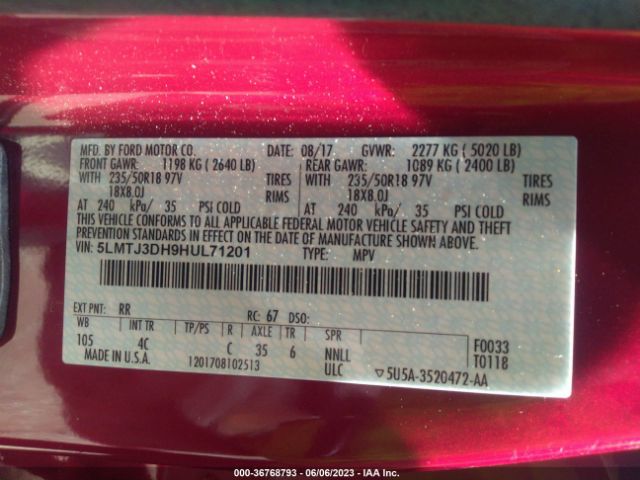 MFD. BY FORD MOTOR CO. DATE: 08/17 GVWR: 2277 KG ( 5020 LB)
FRONT GAWR: 1198 KG ( 2640 LB) REAR GAWR: 1089 KG ( 2400 LB)
WITH 235/50R18 97V TIRES WITH 235/50R18 97V TIRES
18X8.0J RIMS 18X8.0J RIMS
AT 240 kPa/ 35 PSI COLD AT 240 kPa/ 35 PSI COLD
THIS VEHICLE CONFORMS TO ALL APPLICABLE FEDERAL MOTOR VEHICLE SAFETY AND THEFT
PREVENTION STANDARDS IN EFFECT ON THE DATE OF MANUFACTURE SHOWN ABOVE.
VIN: 5LMTJ3DH9HUL71201 TYPE: MPV
EXT PNT: RR RC: 67 DSO:
WB INT TR TP/PS R AXLE TR SPR
105 4C C 35 6 NNLL F0033
MADE IN U.S.A. 1201708102513 ULC T0118
▽5U5A-3520472-AA
000-36768793 - 06/06/2023 - IAA Inc.